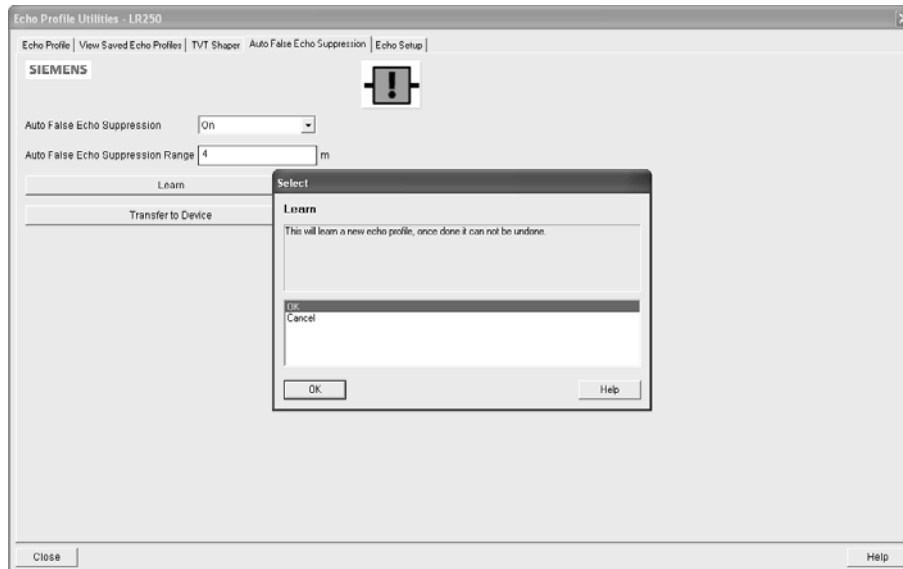 Echo Profile Utilities - LR250
Echo Profile View Saved Echo Profiles TVT Shaper Auto False Echo Suppression Echo Setup
SIEMENS
!
Auto False Echo Suppression On
Auto False Echo Suppression Range 4 m
Learn
Transfer to Device
Select
Learn
This will learn a new echo profile, once done it can not be undone.
OK
Cancel
OK Help
Close Help